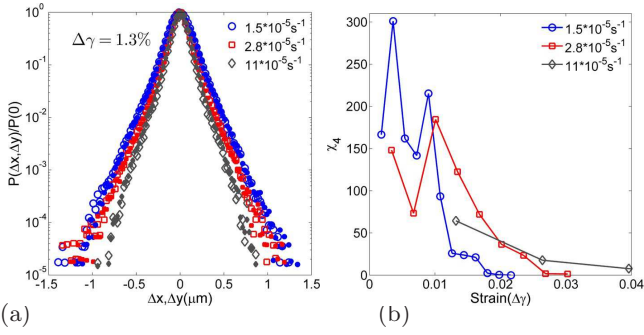 10⁰
10⁻¹
10⁻²
10⁻³
10⁻⁴
10⁻⁵
P(Δx,Δy)/P(0)
Δγ = 1.3%
1.5*10⁻⁵s⁻¹
2.8*10⁻⁵s⁻¹
11*10⁻⁵s⁻¹
-1.5 -1 -0.5 0 0.5 1 1.5
Δx,Δy(μm)
(a)
300
250
200
150
100
50
0
χ₄
1.5*10⁻⁵s⁻¹
2.8*10⁻⁵s⁻¹
11*10⁻⁵s⁻¹
0 0.01 0.02 0.03 0.04
Strain(Δγ)
(b)